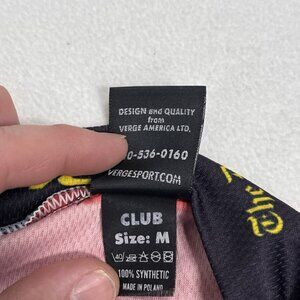 DESIGN and QUALITY
from
VERGE AMERICA LTD.
0-536-0160
VERGESPORT.COM
CLUB
Size: M
100% SYNTHETIC
MADE IN POLAND
The